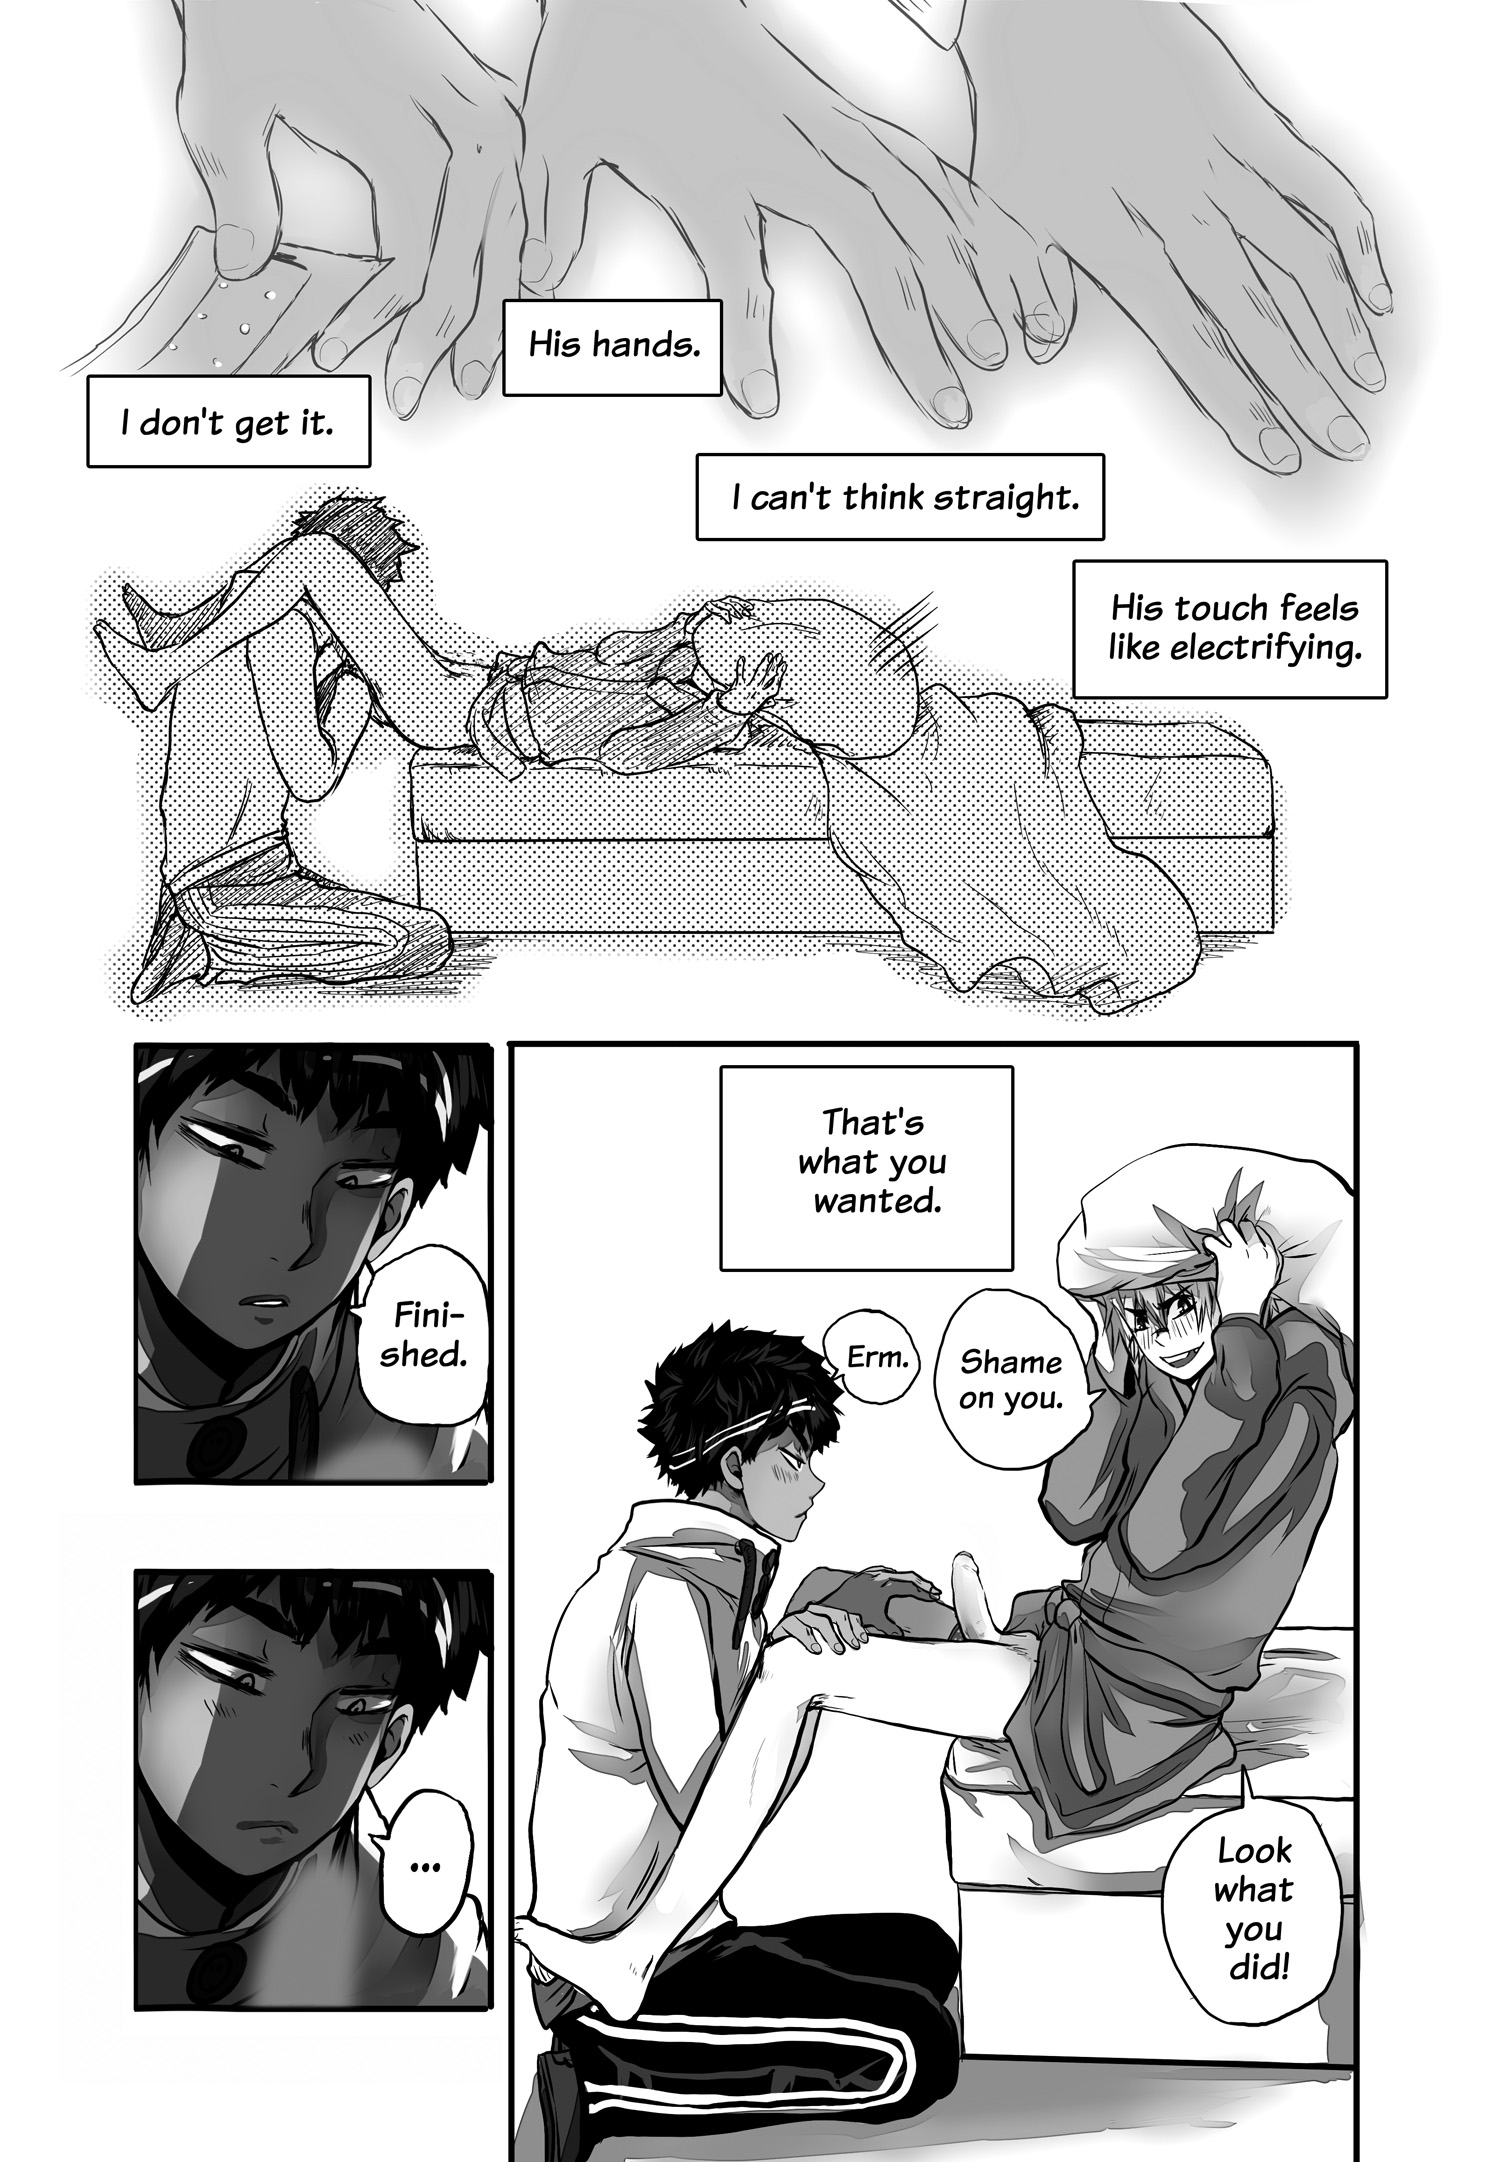 His hands.
I don't get it.
I can't think straight.
His touch feels
like electrifying.
Fini-
shed.
...
That's
what you
wanted.
Erm.
Shame
on you.
Look
what
you
did!